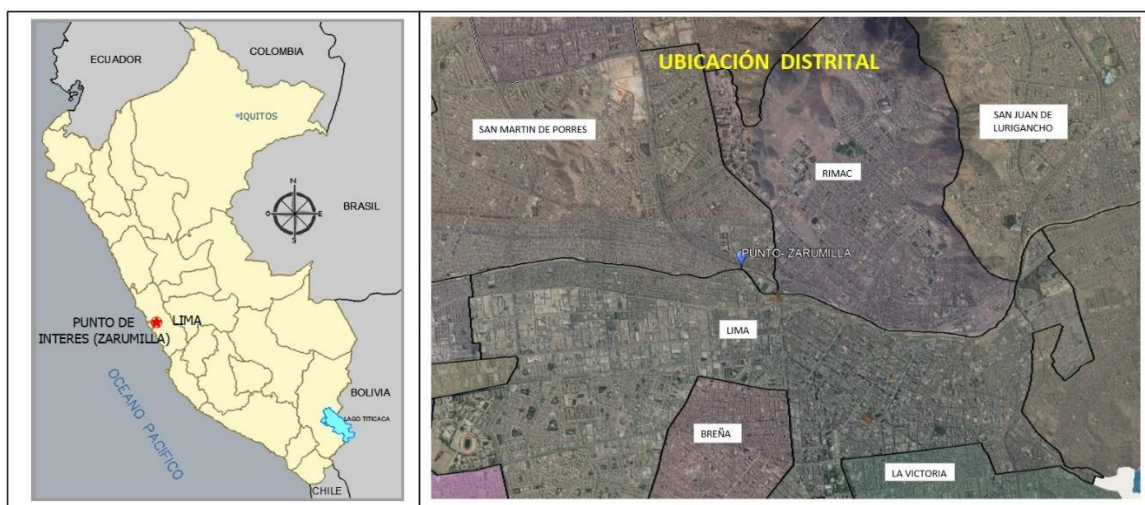 ECUADOR
COLOMBIA
IQUITOS
BRASIL
N
O
E
S
PUNTO DE
INTERES (ZARUMILLA)
LIMA
OCEANO PACIFICO
BOLIVIA
LAGO TITICACA
CHILE
UBICACIÓN DISTRITAL
SAN MARTIN DE PORRES
SAN JUAN DE
LURIGANCHO
RIMAC
PUNTO- ZARUMILLA
LIMA
BREÑA
LA VICTORIA